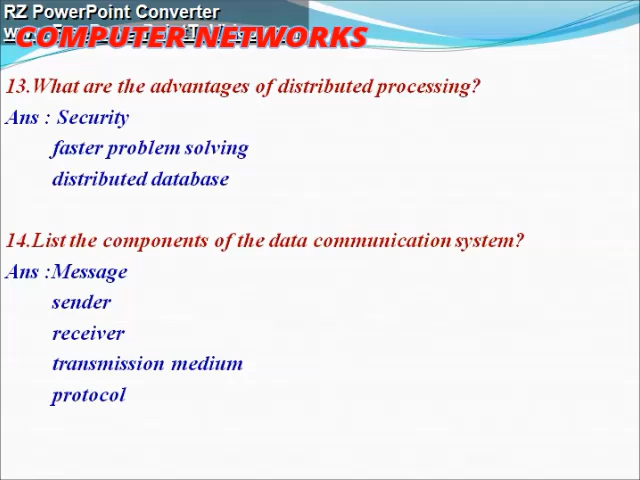 RZ PowerPoint Converter
COMPUTER NETWORKS
13.What are the advantages of distributed processing?
Ans : Security
faster problem solving
distributed database
14.List the components of the data communication system?
Ans :Message
sender
receiver
transmission medium
protocol